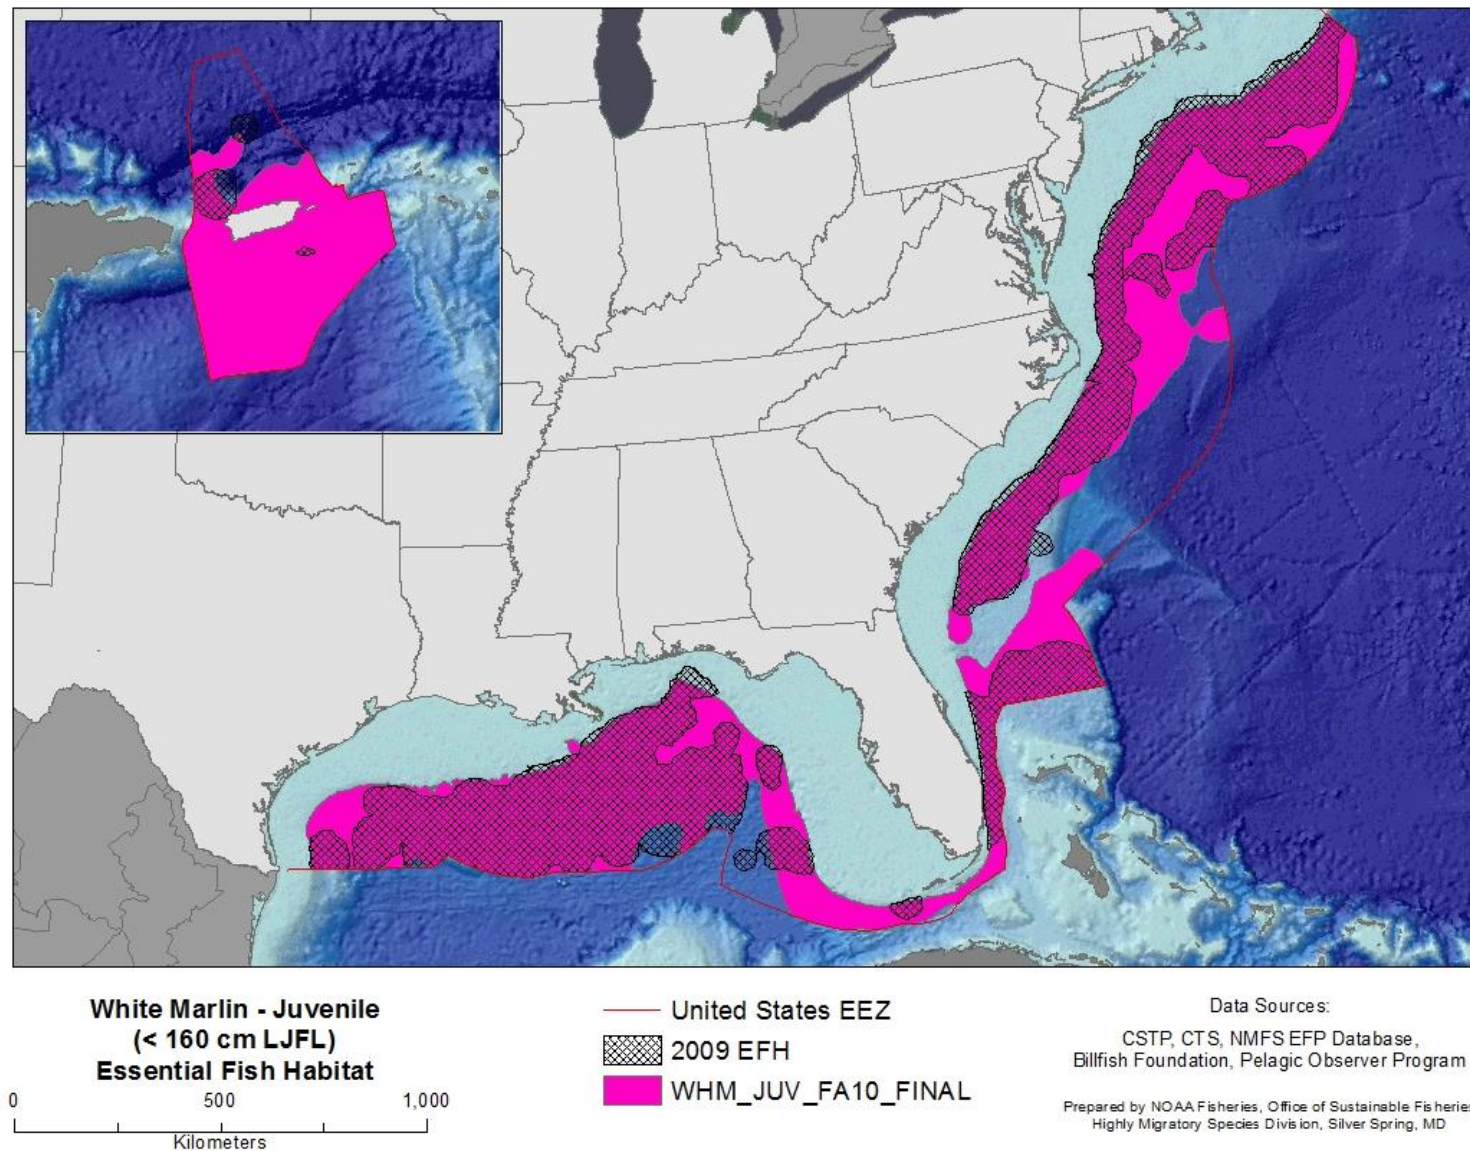 White Marlin - Juvenile
(< 160 cm LJFL)
Essential Fish Habitat
0 500 1,000
Kilometers
United States EEZ
2009 EFH
WHM_JUV_FA10_FINAL
Data Sources:
CSTP, CTS, NMFS EFP Database,
Billfish Foundation, Pelagic Observer Program
Prepared by NOAA Fisheries, Office of Sustainable Fisherie
Highly Migratory Species Division, Silver Spring, MD